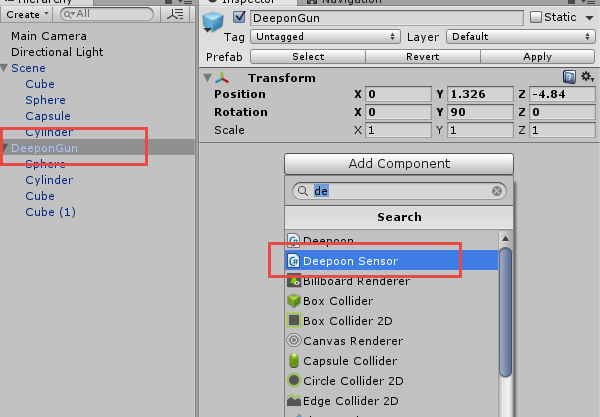 Hierarchy
Create
All
Main Camera
Directional Light
Scene
Cube
Sphere
Capsule
Cylinder
DeeponGun
Sphere
Cylinder
Cube
Cube (1)
Inspector
Navigation
DeeponGun
Static
Tag Untagged Layer Default
Prefab Select Revert Apply
Transform
Position X 0 Y 1.326 Z -4.84
Rotation X 0 Y 90 Z 0
Scale X 1 Y 1 Z 1
Add Component
de
Search
Deepoon
Deepoon Sensor
Billboard Renderer
Box Collider
Box Collider 2D
Canvas Renderer
Capsule Collider
Circle Collider 2D
Edge Collider 2D